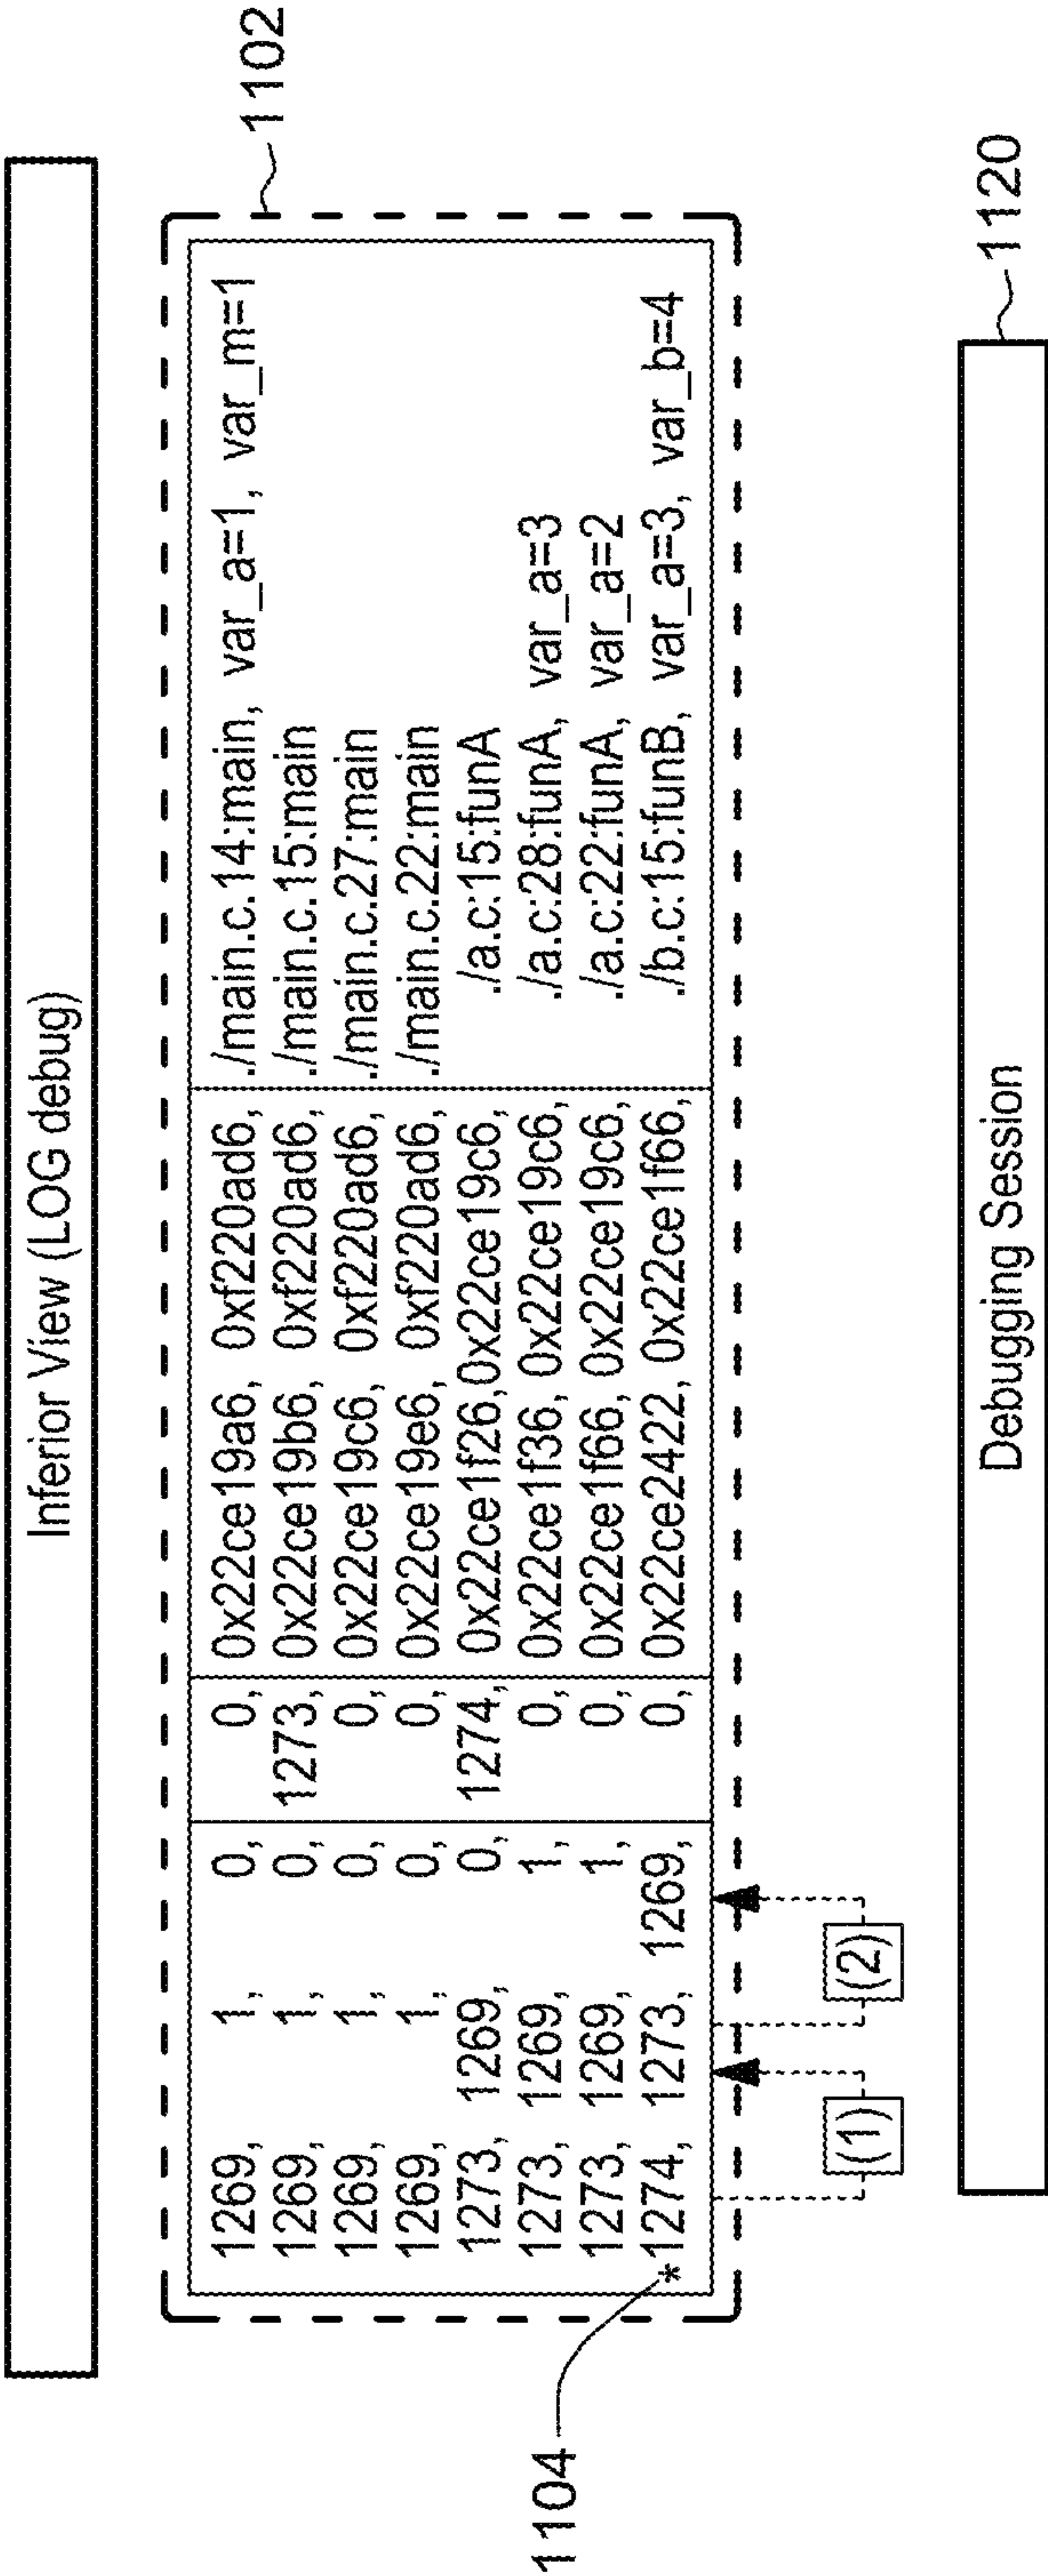 Inferior View (LOG debug)
1102
1269, 1, 0, 0, 0x22ce19a6, 0xf220ad6, ./main.c.14:main, var_a=1, var_m=1
1269, 1, 0, 1273, 0x22ce19b6, 0xf220ad6, ./main.c.15:main
1269, 1, 0, 0, 0x22ce19c6, 0xf220ad6, ./main.c.27:main
1269, 1, 0, 0, 0x22ce19e6, 0xf220ad6, ./main.c.22:main
1273, 1269, 0, 1274, 0x22ce1f26,0x22ce19c6, ./a.c:15:funA
1273, 1269, 1, 0, 0x22ce1f36, 0x22ce19c6, ./a.c:28:funA, var_a=3
1273, 1269, 1, 0, 0x22ce1f66, 0x22ce19c6, ./a.c:22:funA, var_a=2
*1274, 1273, 1269, 0, 0x22ce2422, 0x22ce1f66, ./b.c:15:funB, var_a=3, var_b=4
1104
(1) (2)
Debugging Session
1120